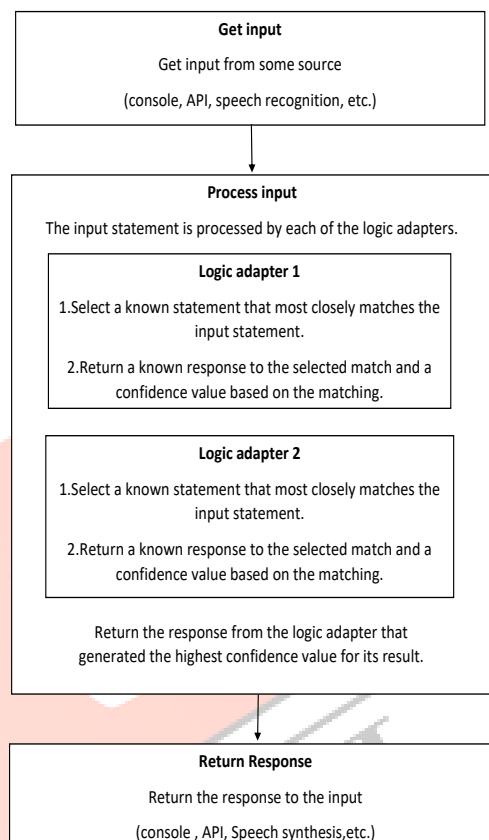 Get input
Get input from some source
(console, API, speech recognition, etc.)
Process input
The input statement is processed by each of the logic adapters.
Logic adapter 1
1.Select a known statement that most closely matches the
input statement.
2.Return a known response to the selected match and a
confidence value based on the matching.
Logic adapter 2
1.Select a known statement that most closely matches the
input statement.
2.Return a known response to the selected match and a
confidence value based on the matching.
Return the response from the logic adapter that
generated the highest confidence value for its result.
Return Response
Return the response to the input
(console , API, Speech synthesis,etc.)